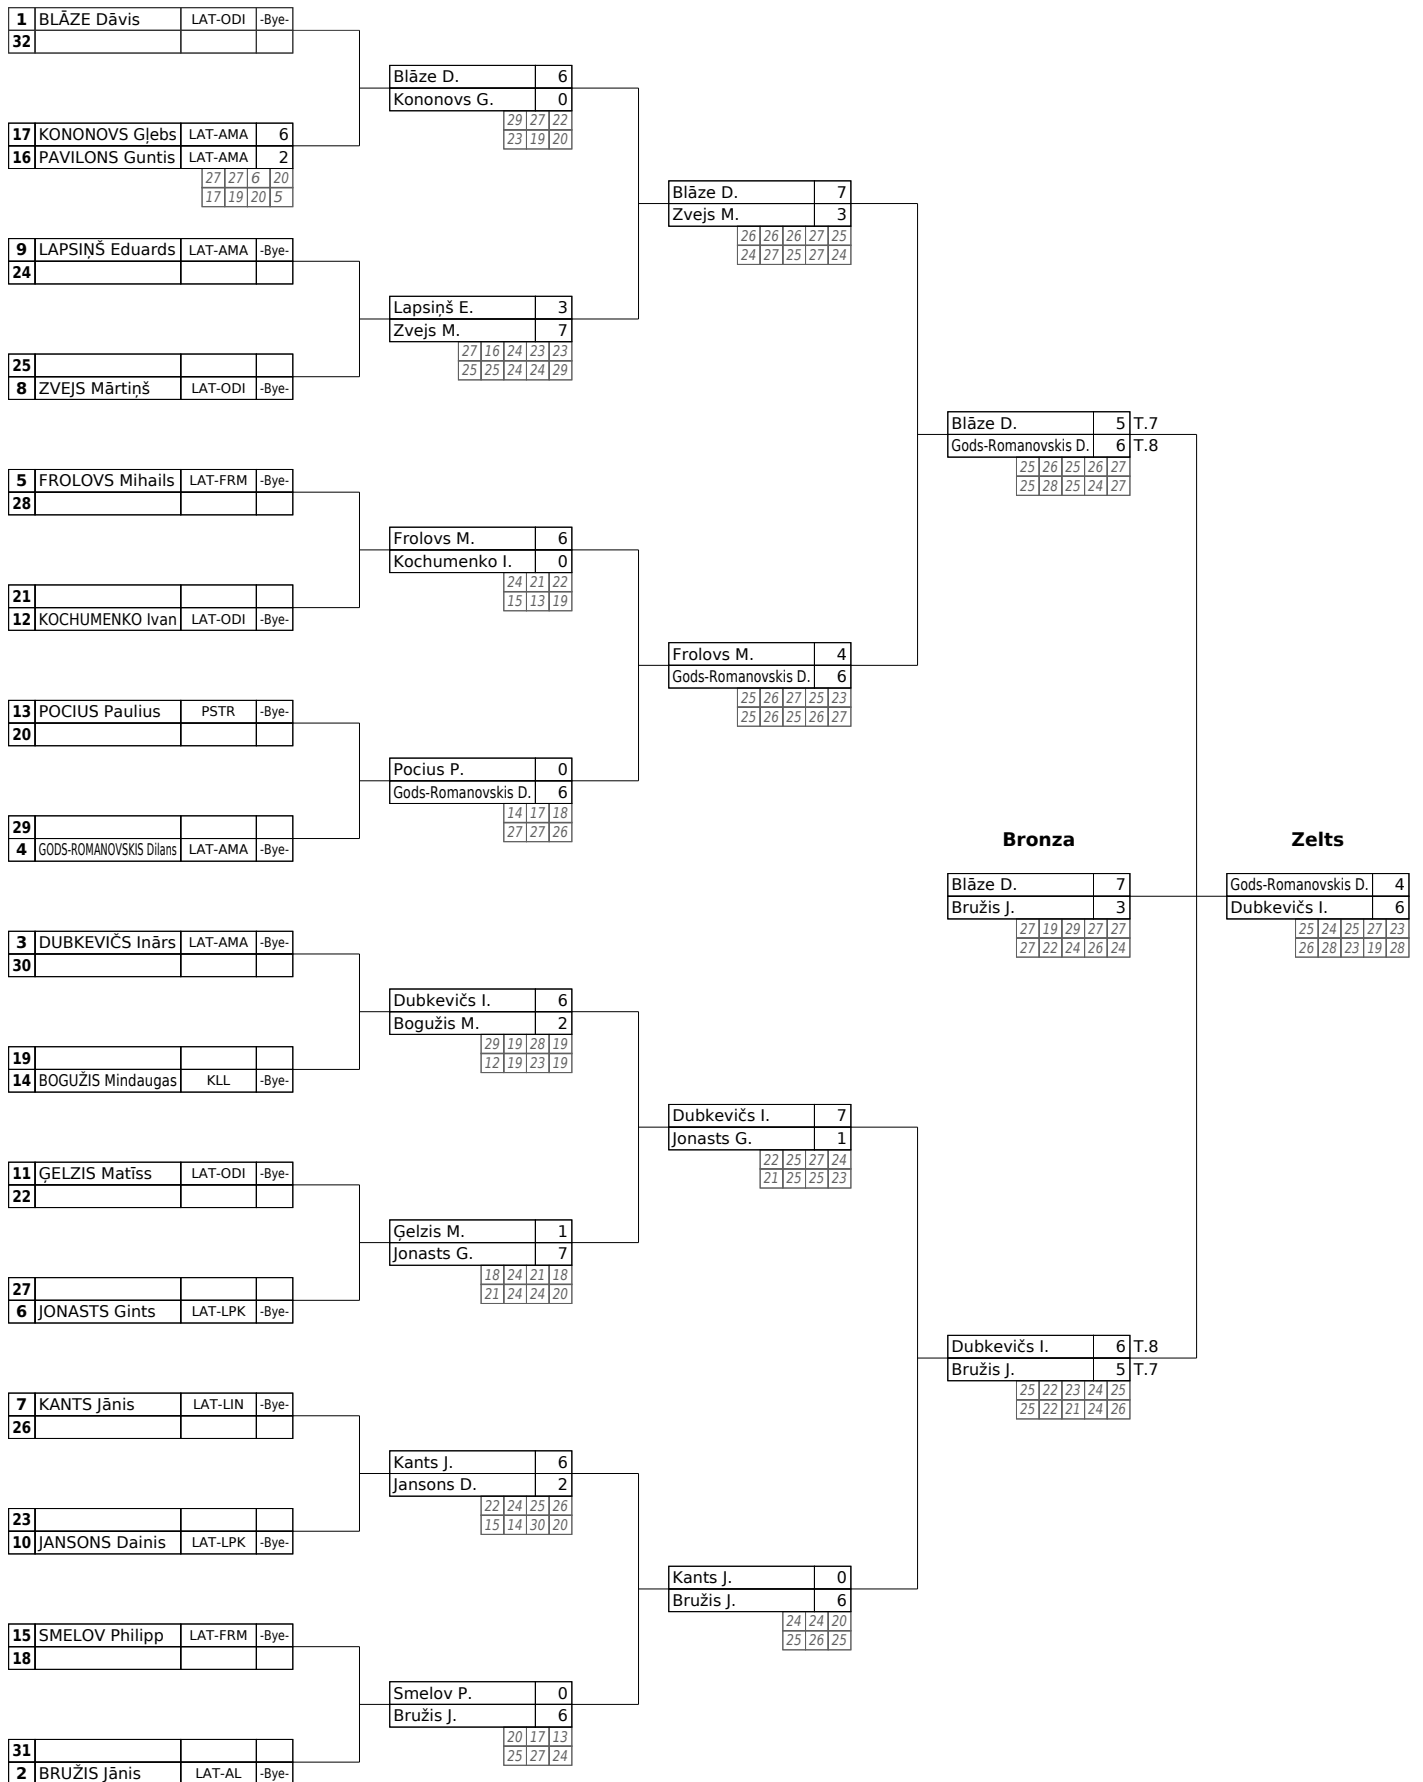 1 BLĀZE Dāvis LAT-ODI -Bye-
32
Blāze D. 6
Kononovs G. 0
29 27 22
23 19 20
17 KONONOVS Gļebs LAT-AMA 6
16 PAVILONS Guntis LAT-AMA 2
27 27 6 20
17 19 20 5
Blāze D. 7
Zvejs M. 3
26 26 26 27 25
24 27 25 27 24
9 LAPSIŅŠ Eduards LAT-AMA -Bye-
24
Lapsiņš E. 3
Zvejs M. 7
27 16 24 23 23
25 25 24 24 29
25
8 ZVEJS Mārtiņš LAT-ODI -Bye-
Blāze D. 5 T.7
Gods-Romanovskis D. 6 T.8
25 26 25 26 27
25 28 25 24 27
5 FROLOVS Mihails LAT-FRM -Bye-
28
Frolovs M. 6
Kochumenko I. 0
24 21 22
15 13 19
21
12 KOCHUMENKO Ivan LAT-ODI -Bye-
Frolovs M. 4
Gods-Romanovskis D. 6
25 26 27 25 23
25 26 25 26 27
13 POCIUS Paulius PSTR -Bye-
20
Pocius P. 0
Gods-Romanovskis D. 6
14 17 18
27 27 26
29
4 GODS-ROMANOVSKIS Dilans LAT-AMA -Bye-
Bronza Zelts
Blāze D. 7
Bružis J. 3
27 19 29 27 27
27 22 24 26 24
Gods-Romanovskis D. 4
Dubkevičs I. 6
25 24 25 27 23
26 28 23 19 28
3 DUBKEVIČS Inārs LAT-AMA -Bye-
30
Dubkevičs I. 6
Bogužis M. 2
29 19 28 19
12 19 23 19
19
14 BOGUŽIS Mindaugas KLL -Bye-
Dubkevičs I. 7
Jonasts G. 1
22 25 27 24
21 25 25 23
11 ĢELZIS Matīss LAT-ODI -Bye-
22
Ģelzis M. 1
Jonasts G. 7
18 24 21 18
21 24 24 20
27
6 JONASTS Gints LAT-LPK -Bye-
Dubkevičs I. 6 T.8
Bružis J. 5 T.7
25 22 23 24 25
25 22 21 24 26
7 KANTS Jānis LAT-LIN -Bye-
26
Kants J. 6
Jansons D. 2
22 24 25 26
15 14 30 20
23
10 JANSONS Dainis LAT-LPK -Bye-
Kants J. 0
Bružis J. 6
24 24 20
25 26 25
15 SMELOV Philipp LAT-FRM -Bye-
18
Smelov P. 0
Bružis J. 6
20 17 13
25 27 24
31
2 BRUŽIS Jānis LAT-AL -Bye-